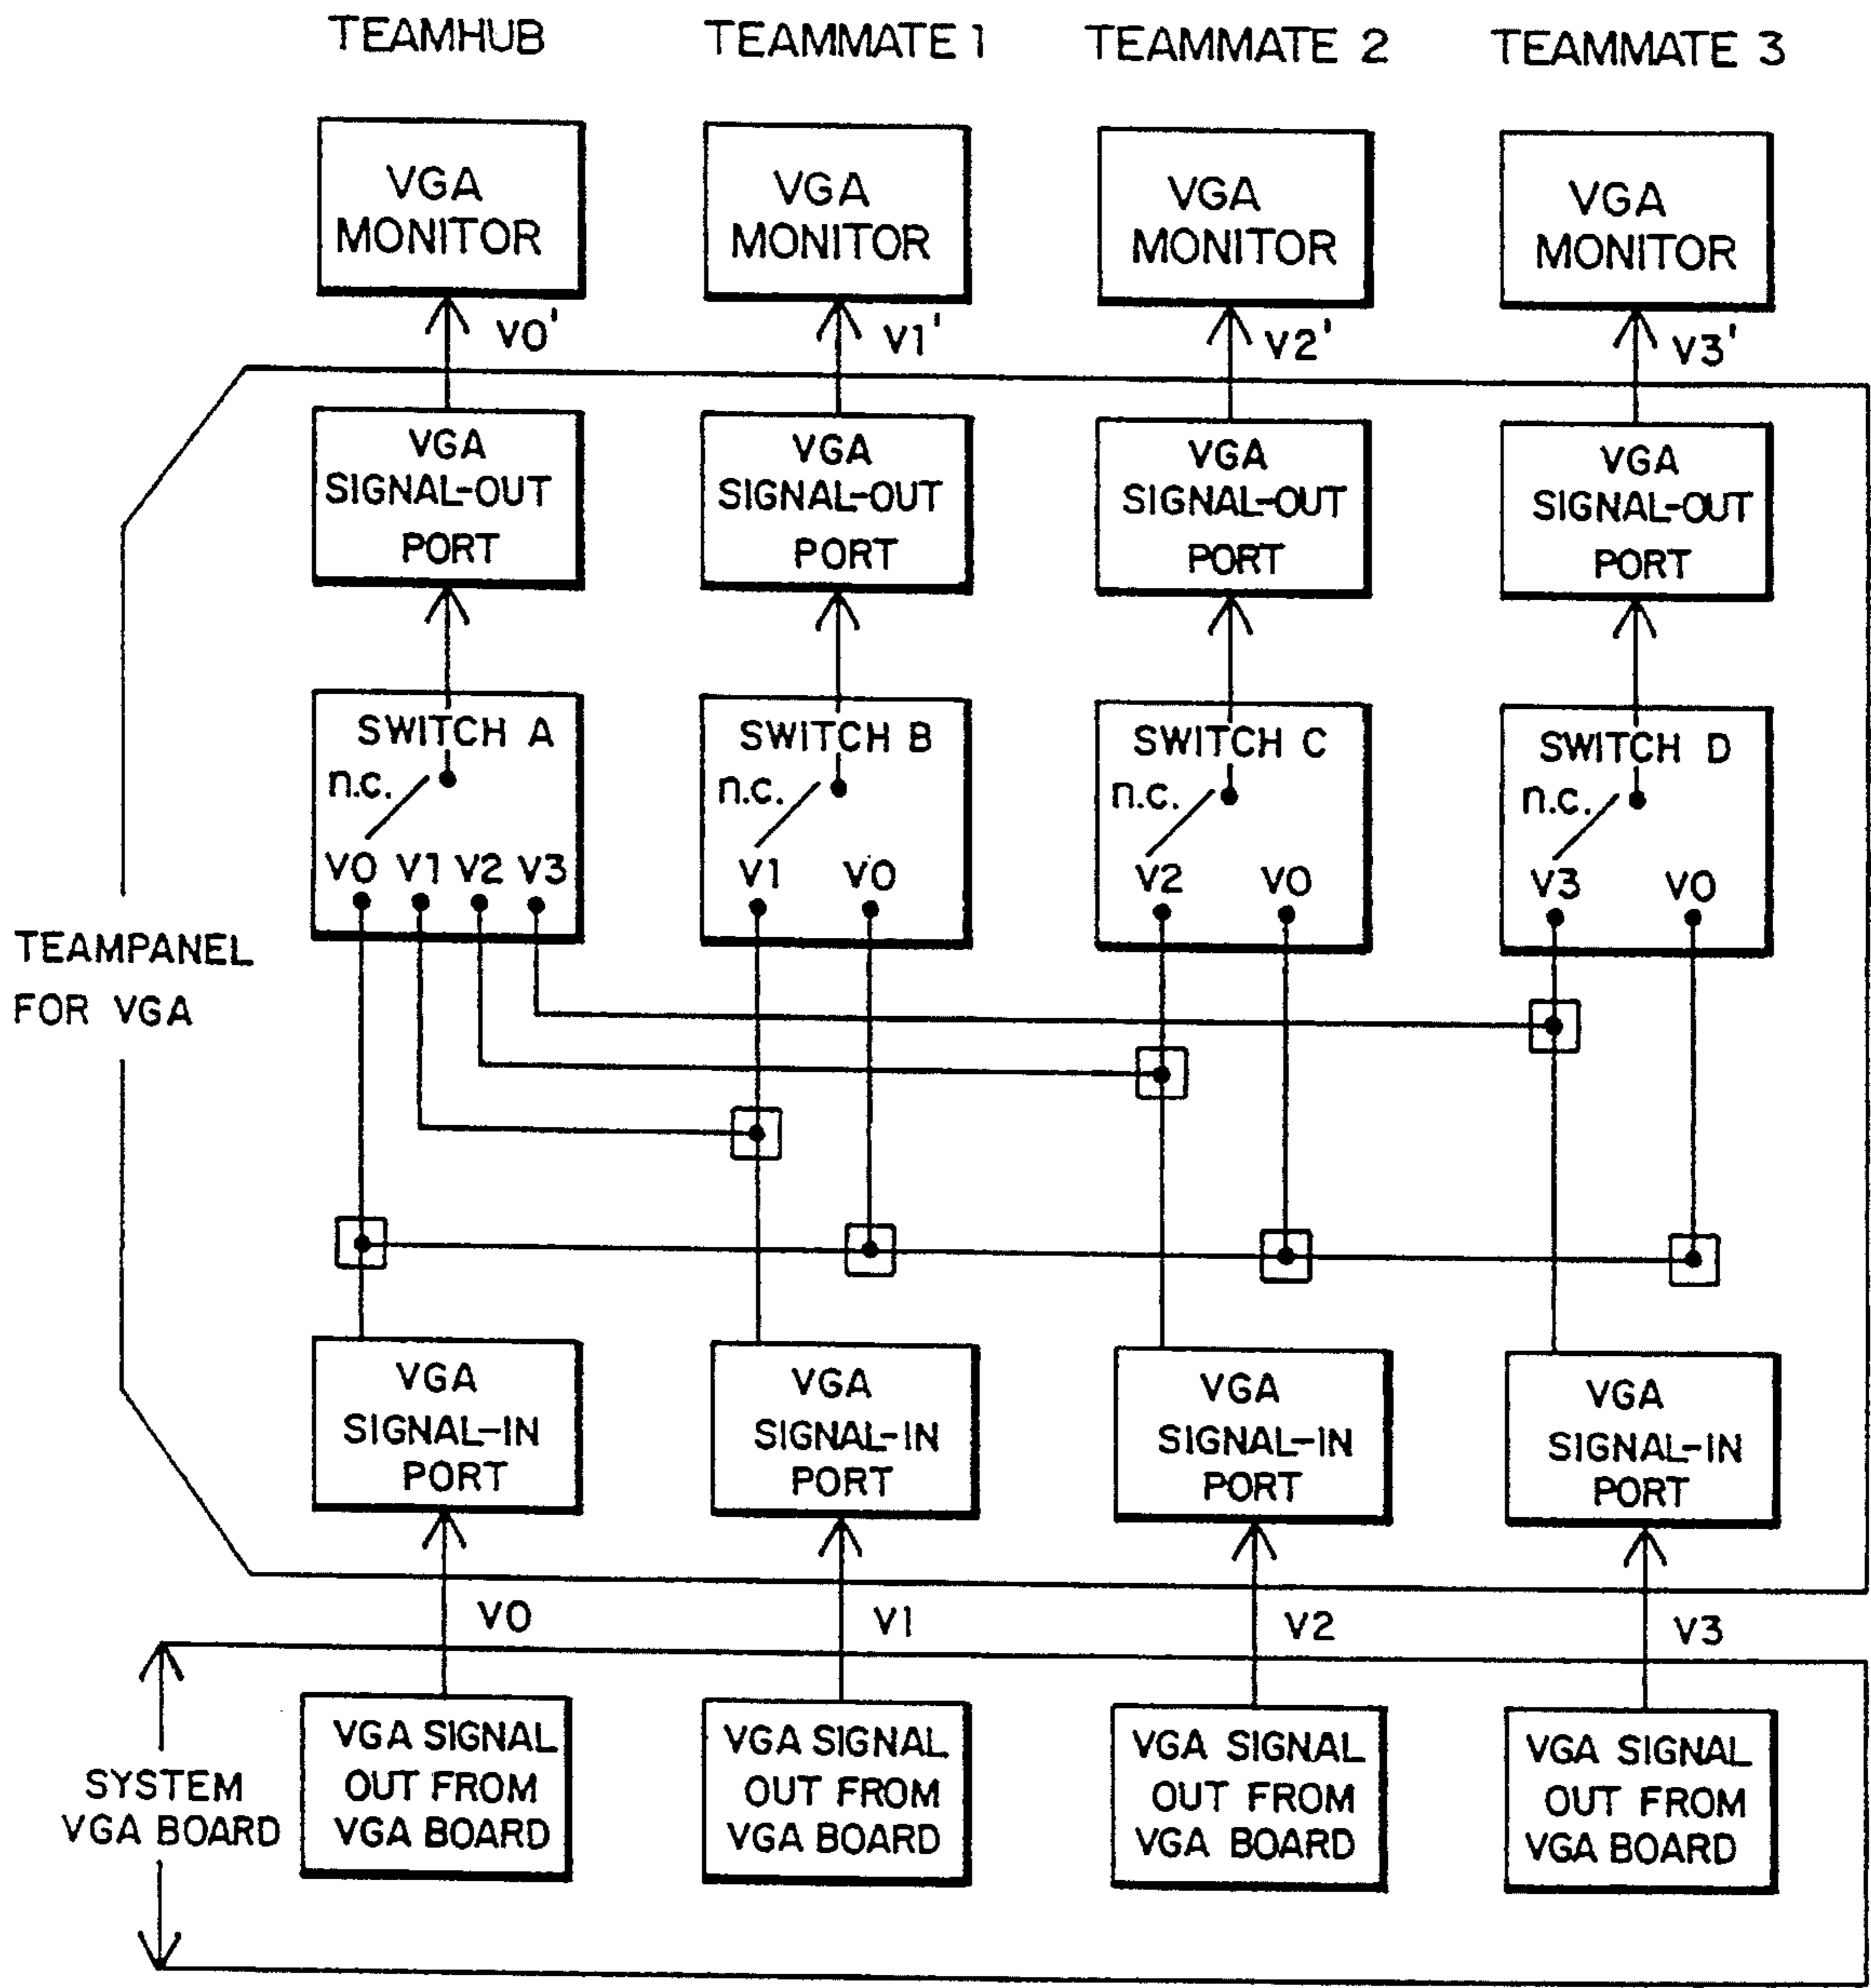 TEAMHUB
TEAMMATE 1
TEAMMATE 2
TEAMMATE 3
VGA
MONITOR
VGA
MONITOR
VGA
MONITOR
VGA
MONITOR
V0'
V1'
V2'
V3'
VGA
SIGNAL-OUT
PORT
VGA
SIGNAL-OUT
PORT
VGA
SIGNAL-OUT
PORT
VGA
SIGNAL-OUT
PORT
SWITCH A
n.c.
V0 V1 V2 V3
SWITCH B
n.c.
V1 V0
SWITCH C
n.c.
V2 V0
SWITCH D
n.c.
V3 V0
TEAMPANEL
FOR VGA
VGA
SIGNAL-IN
PORT
VGA
SIGNAL-IN
PORT
VGA
SIGNAL-IN
PORT
VGA
SIGNAL-IN
PORT
V0
V1
V2
V3
SYSTEM
VGA BOARD
VGA SIGNAL
OUT FROM
VGA BOARD
VGA SIGNAL
OUT FROM
VGA BOARD
VGA SIGNAL
OUT FROM
VGA BOARD
VGA SIGNAL
OUT FROM
VGA BOARD